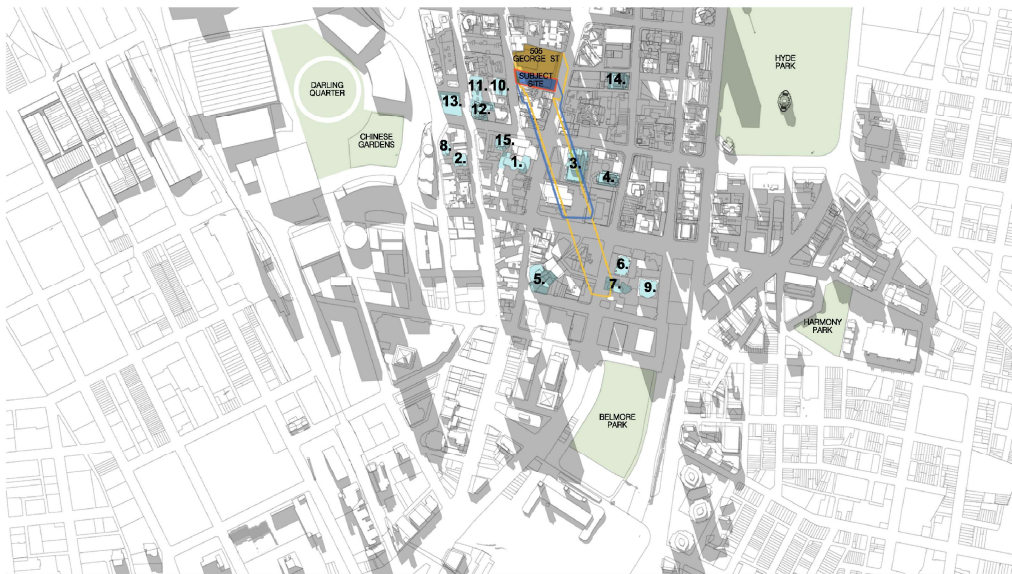 505
GEORGE ST
SUBJECT
SITE
HYDE
PARK
14.
DARLING
QUARTER
11.
10.
13.
12.
CHINESE
GARDENS
8.
2.
15.
1.
3.
4.
5.
6.
7.
9.
HARMONY
PARK
BELMORE
PARK